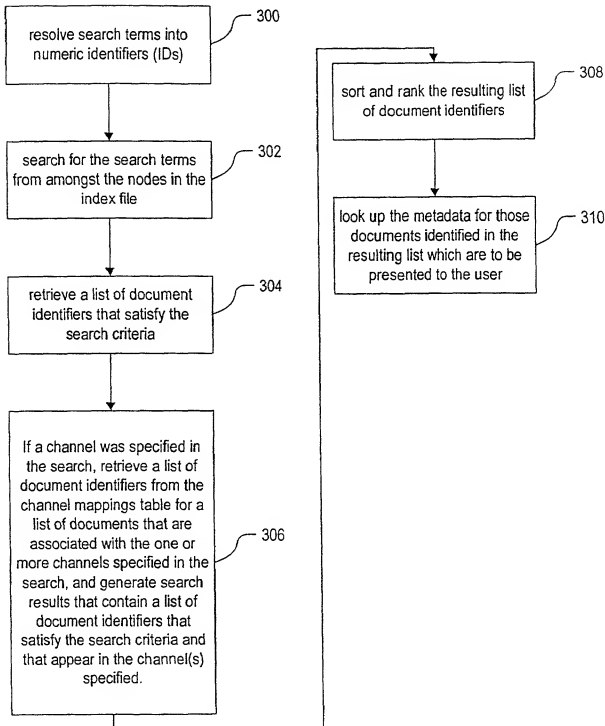 resolve search terms into
numeric identifiers (IDs)
300
search for the search terms
from amongst the nodes in the
index file
302
retrieve a list of document
identifiers that satisfy the
search criteria
304
If a channel was specified in
the search, retrieve a list of
document identifiers from the
channel mappings table for a
list of documents that are
associated with the one or
more channels specified in the
search, and generate search
results that contain a list of
document identifiers that
satisfy the search criteria and
that appear in the channel(s)
specified.
306
sort and rank the resulting list
of document identifiers
308
look up the metadata for those
documents identified in the
resulting list which are to be
presented to the user
310